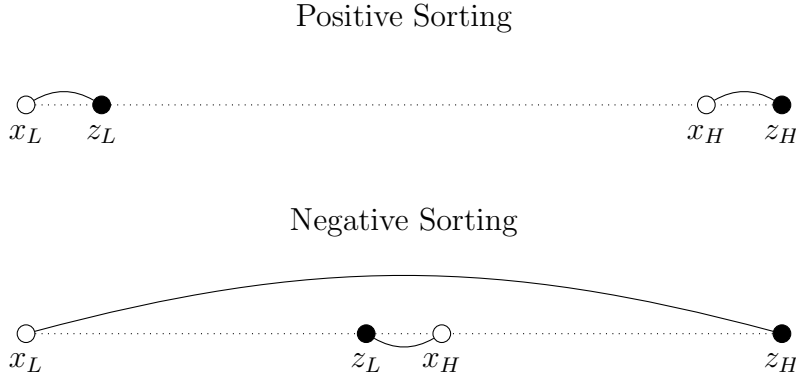 Positive Sorting
x_L z_L x_H z_H
Negative Sorting
x_L z_L x_H z_H